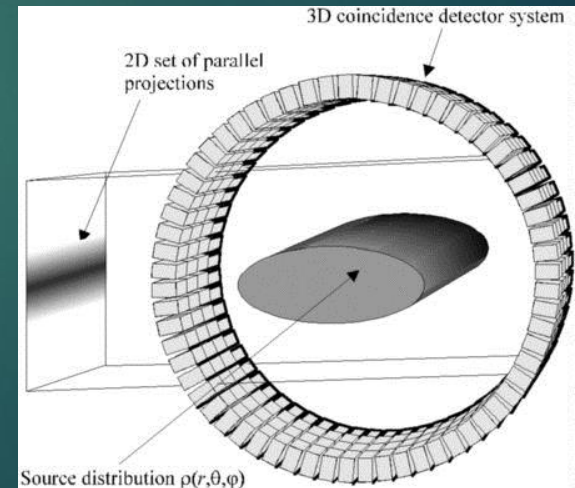 3D coincidence detector system
2D set of parallel
projections
Source distribution ρ(r,θ,φ)